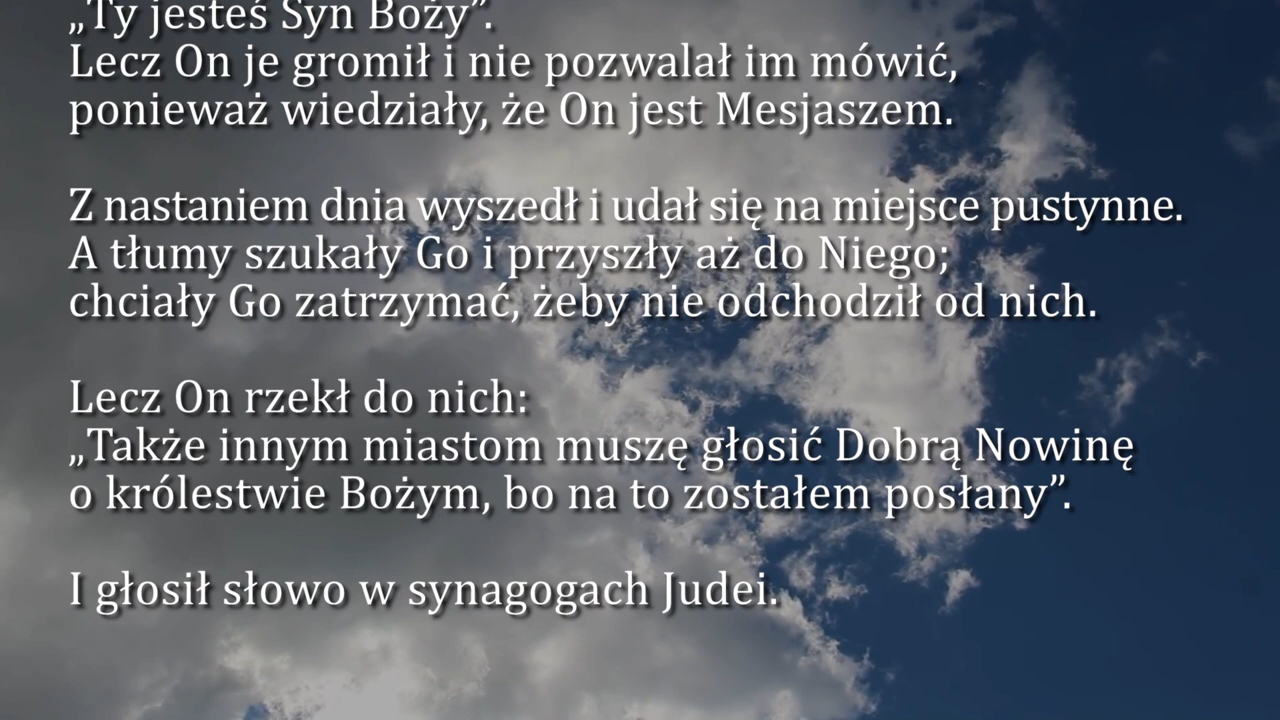 „Ty jesteś Syn Boży”.
Lecz On je gromił i nie pozwalał im mówić,
ponieważ wiedziały, że On jest Mesjaszem.
Z nastaniem dnia wyszedł i udał się na miejsce pustynne.
A tłumy szukały Go i przyszły aż do Niego;
chciały Go zatrzymać, żeby nie odchodził od nich.
Lecz On rzekł do nich:
„Także innym miastom muszę głosić Dobrą Nowinę
o królestwie Bożym, bo na to zostałem posłany”.
I głosił słowo w synagogach Judei.